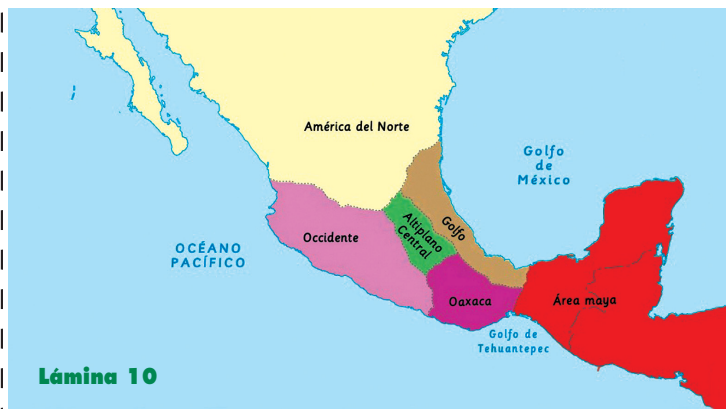 América del Norte
Golfo
de
México
Golfo
Altiplano
Central
Occidente
OCÉANO
PACÍFICO
Oaxaca
Área maya
Golfo de
Tehuantepec
Lámina 10